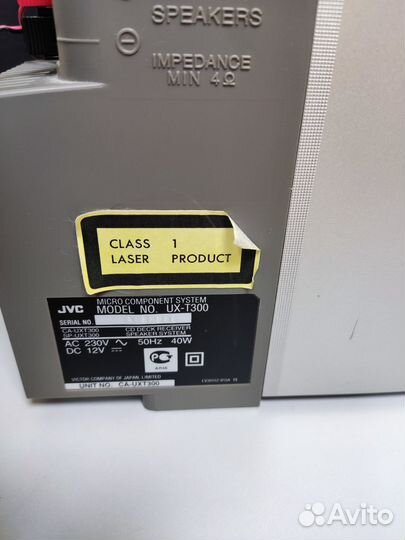 SPEAKERS
IMPEDANCE
MIN 4Ω
CLASS 1
LASER PRODUCT
JVC MICRO COMPONENT SYSTEM
MODEL NO. UX-T300
SERIAL NO.
CA-UXT300 CD DECK RECEIVER
SP-UXT300 SPEAKER SYSTEM
AC 230V ~ 50Hz 40W
DC 12V ⎓
VICTOR COMPANY OF JAPAN, LIMITED
UNIT NO. CA-UXT300
Avito